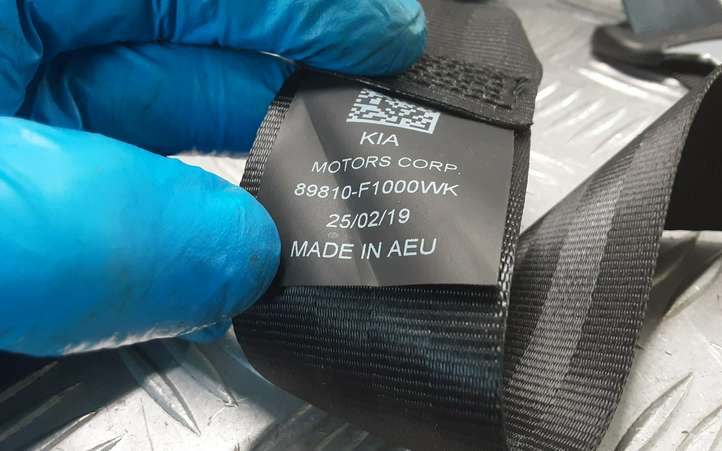 KIA
MOTORS CORP.
89810-F1000WK
25/02/19
MADE IN AEU